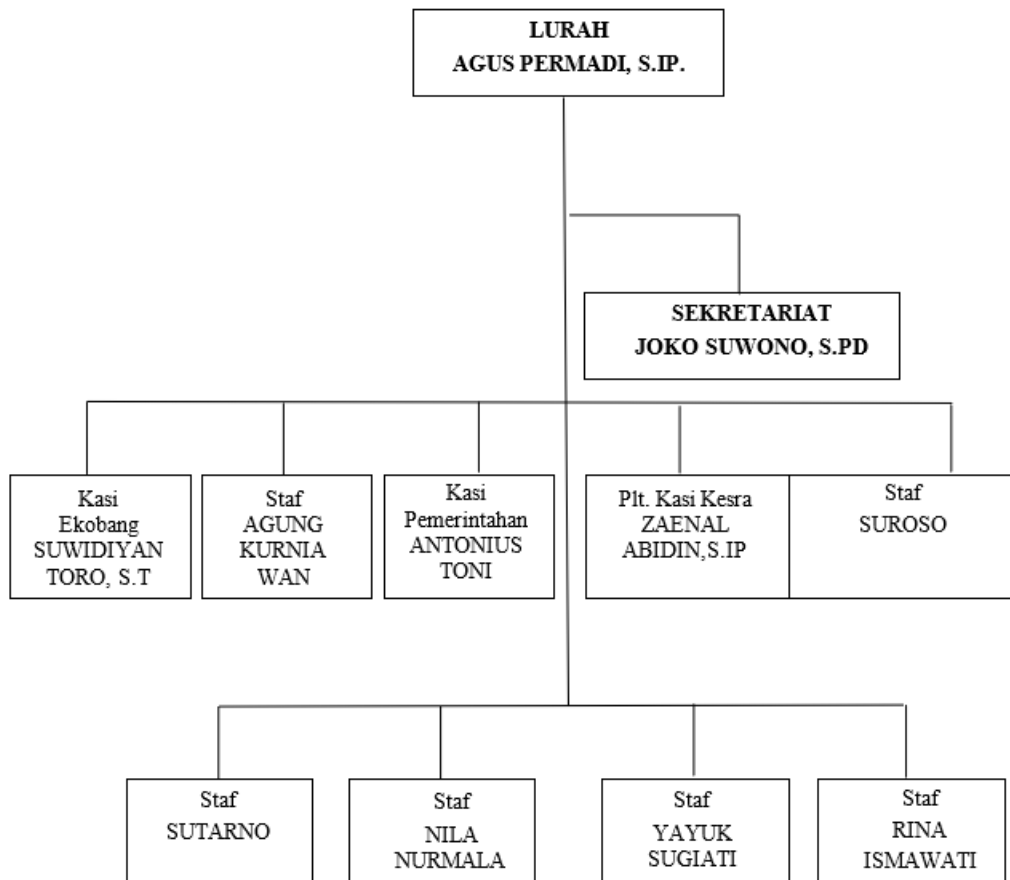 LURAH
AGUS PERMADI, S.IP.
SEKRETARIAT
JOKO SUWONO, S.PD
Kasi
Ekobang
SUWIDIYAN
TORO, S.T
Staf
AGUNG
KURNIA
WAN
Kasi
Pemerintahan
ANTONIUS
TONI
Plt. Kasi Kesra
ZAENAL
ABIDIN,S.IP
Staf
SUROSO
Staf
SUTARNO
Staf
NILA
NURMALA
Staf
YAYUK
SUGIATI
Staf
RINA
ISMAWATI